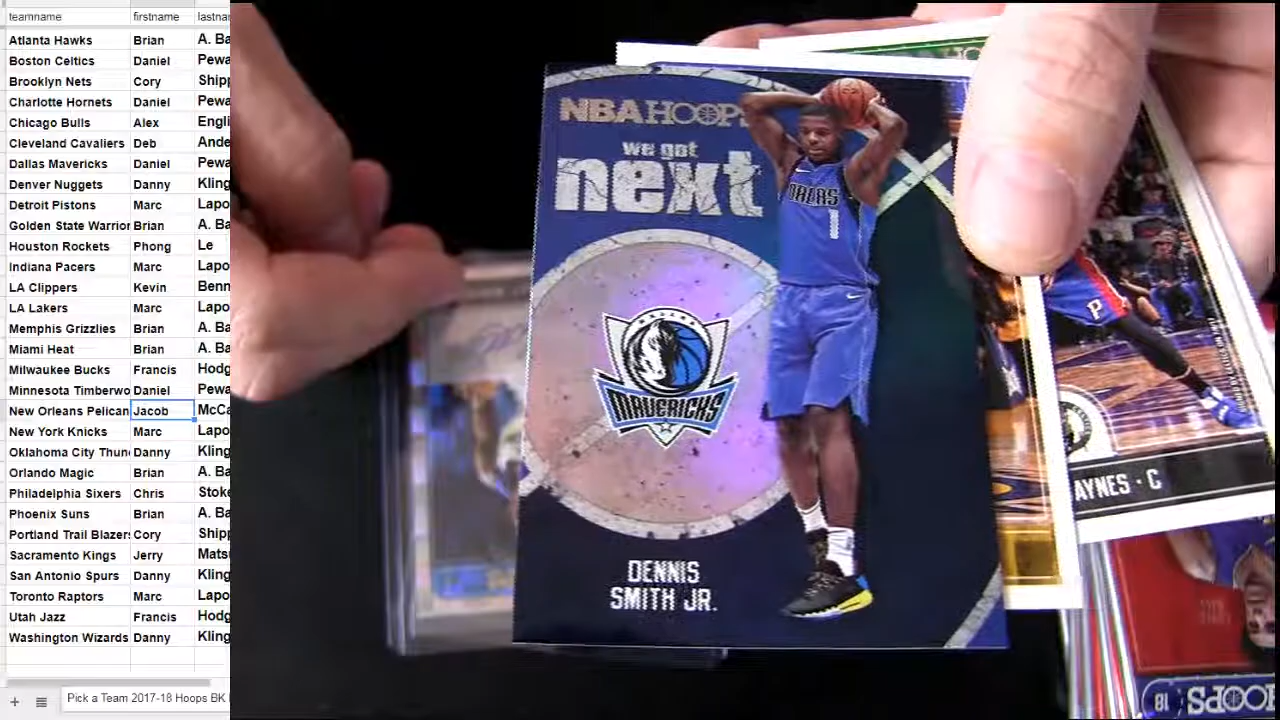 teamname firstname lastnam
Atlanta Hawks Brian A. Ba
Boston Celtics Daniel Pewa
Brooklyn Nets Cory Shipp
Charlotte Hornets Daniel Pewa
Chicago Bulls Alex Engli
Cleveland Cavaliers Deb Ande
Dallas Mavericks Daniel Pewa
Denver Nuggets Danny Kling
Detroit Pistons Marc Lapo
Golden State Warrior Brian A. Ba
Houston Rockets Phong Le
Indiana Pacers Marc Lapo
LA Clippers Kevin Benn
LA Lakers Marc Lapo
Memphis Grizzlies Brian A. Ba
Miami Heat Brian A. Ba
Milwaukee Bucks Francis Hodg
Minnesota Timberwo Daniel Pewa
New Orleans Pelican Jacob McCa
New York Knicks Marc Lapo
Oklahoma City Thun Danny Kling
Orlando Magic Brian A. Ba
Philadelphia Sixers Chris Stoke
Phoenix Suns Brian A. Ba
Portland Trail Blazers Cory Shipp
Sacramento Kings Jerry Matsu
San Antonio Spurs Danny Kling
Toronto Raptors Marc Lapo
Utah Jazz Francis Hodg
Washington Wizards Danny Kling
Pick a Team 2017-18 Hoops BK
NBA HOOPS
we got
next
DALLAS
1
MAVERICKS
DENNIS
SMITH JR.
P
AYNES · C
HOOPS
18